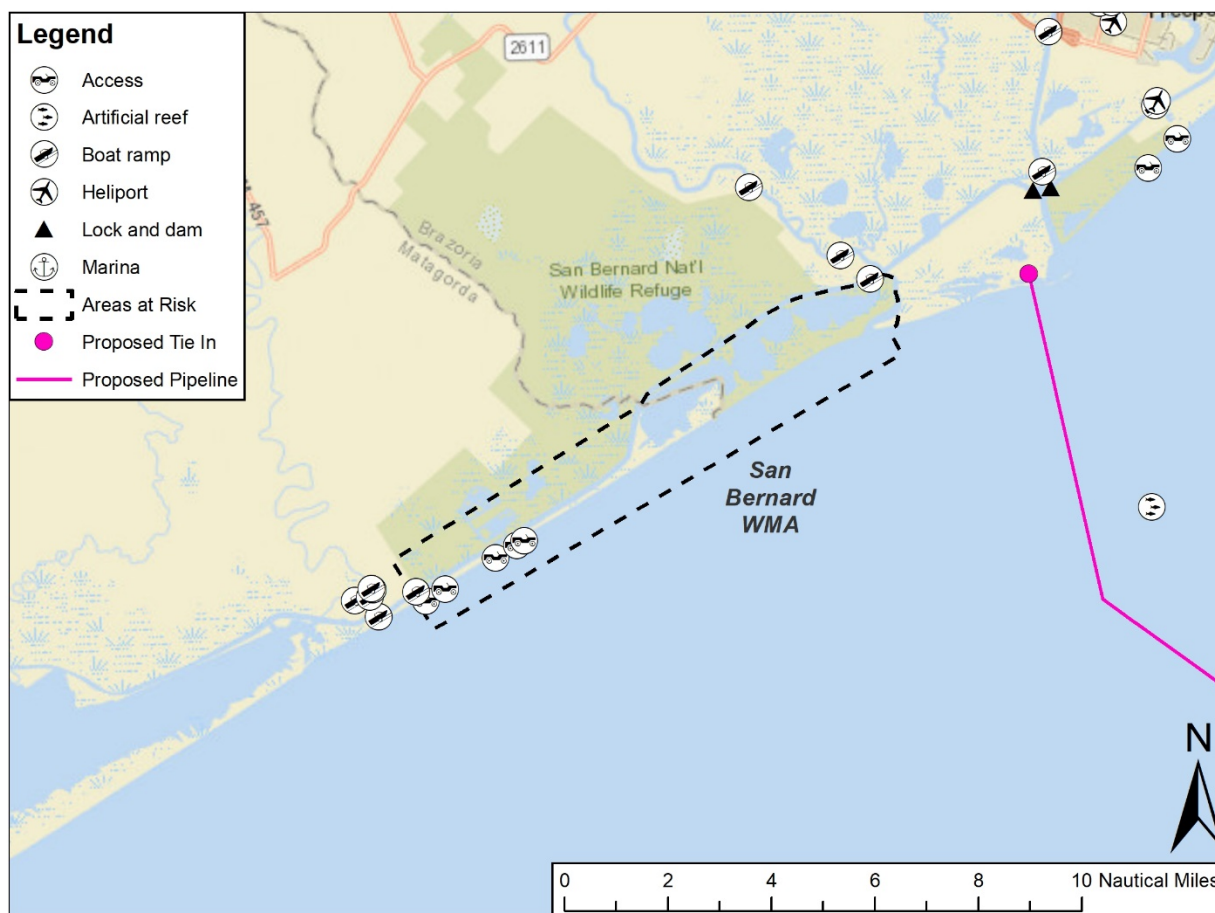 Legend
Access
Artificial reef
Boat ramp
Heliport
Lock and dam
Marina
Areas at Risk
Proposed Tie In
Proposed Pipeline
2611
457
Brazoria
Matagorda
San Bernard Nat'l
Wildlife Refuge
San
Bernard
WMA
N
0 2 4 6 8 10 Nautical Miles